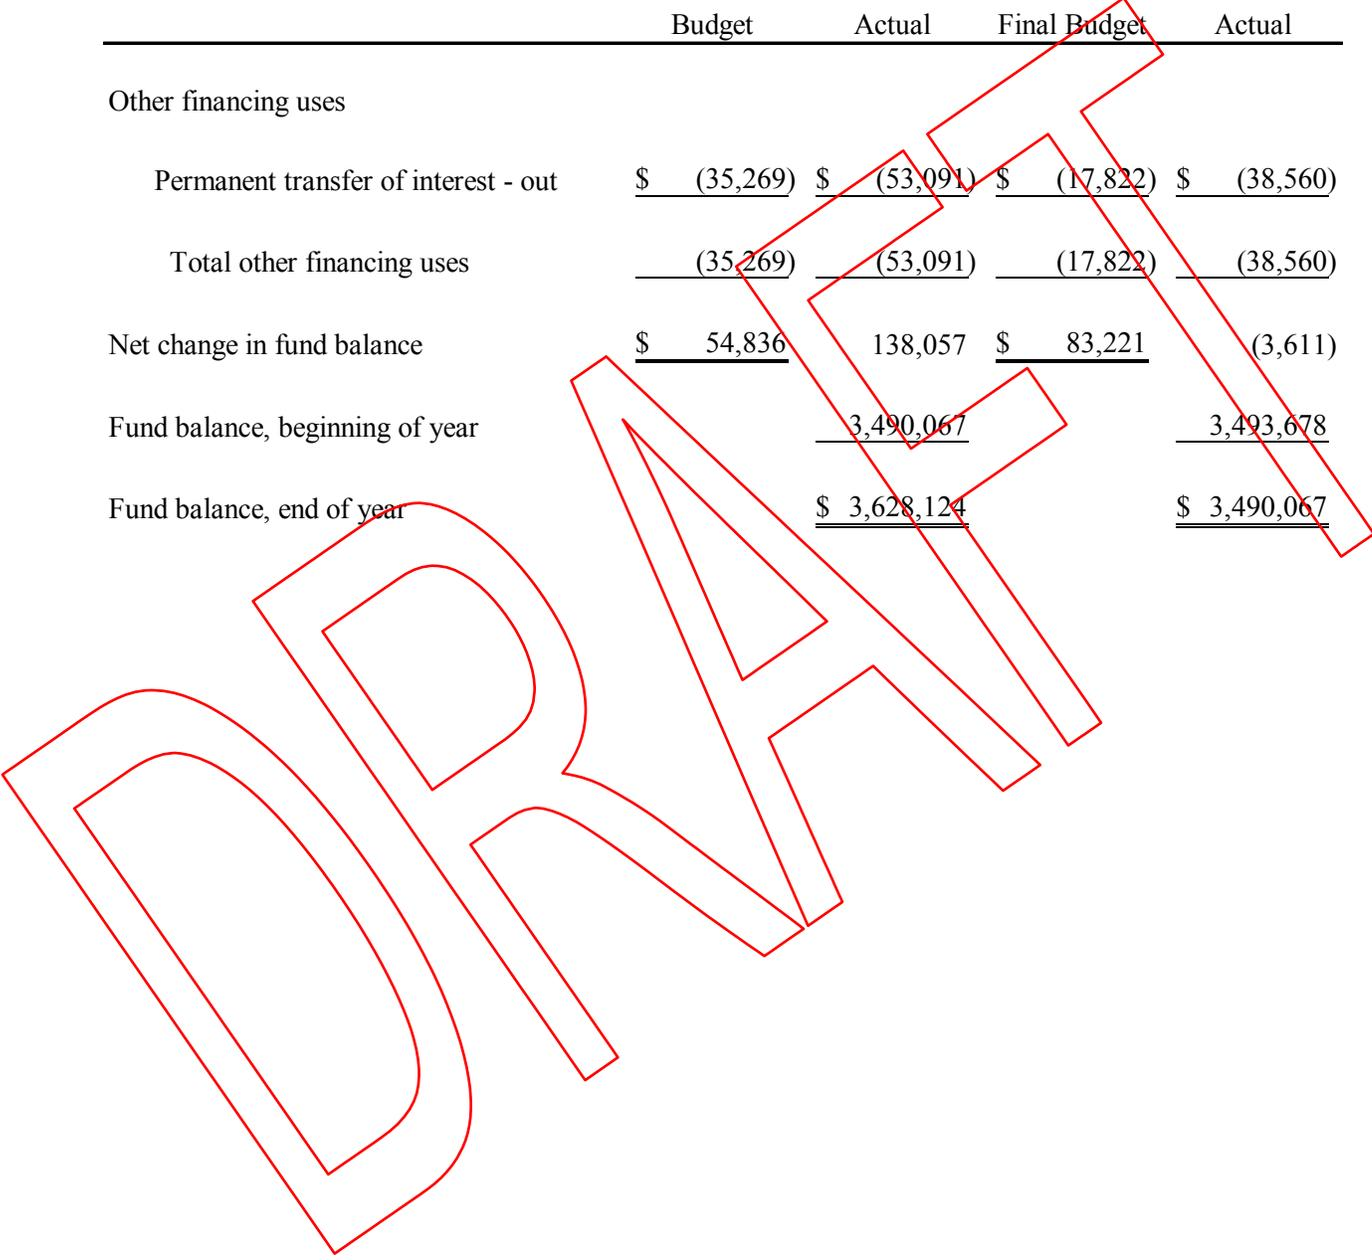 Budget Actual Final Budget Actual
Other financing uses
Permanent transfer of interest - out $ (35,269) $ (53,091) $ (17,822) $ (38,560)
Total other financing uses (35,269) (53,091) (17,822) (38,560)
Net change in fund balance $ 54,836 138,057 $ 83,221 (3,611)
Fund balance, beginning of year 3,490,067 3,493,678
Fund balance, end of year $ 3,628,124 $ 3,490,067
DRAFT